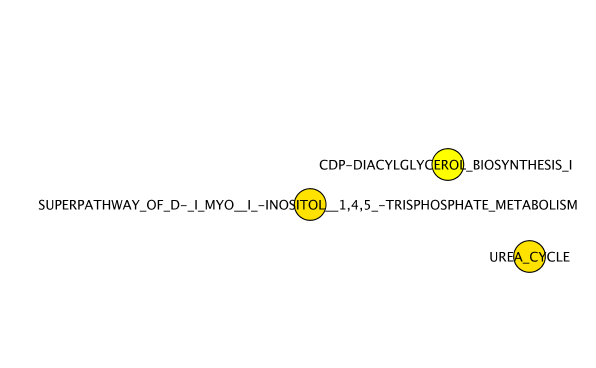 CDP-DIACYLGLYCEROL_BIOSYNTHESIS_I
SUPERPATHWAY_OF_D-_I_MYO__I_-INOSITOL__1,4,5_-TRISPHOSPHATE_METABOLISM
UREA_CYCLE